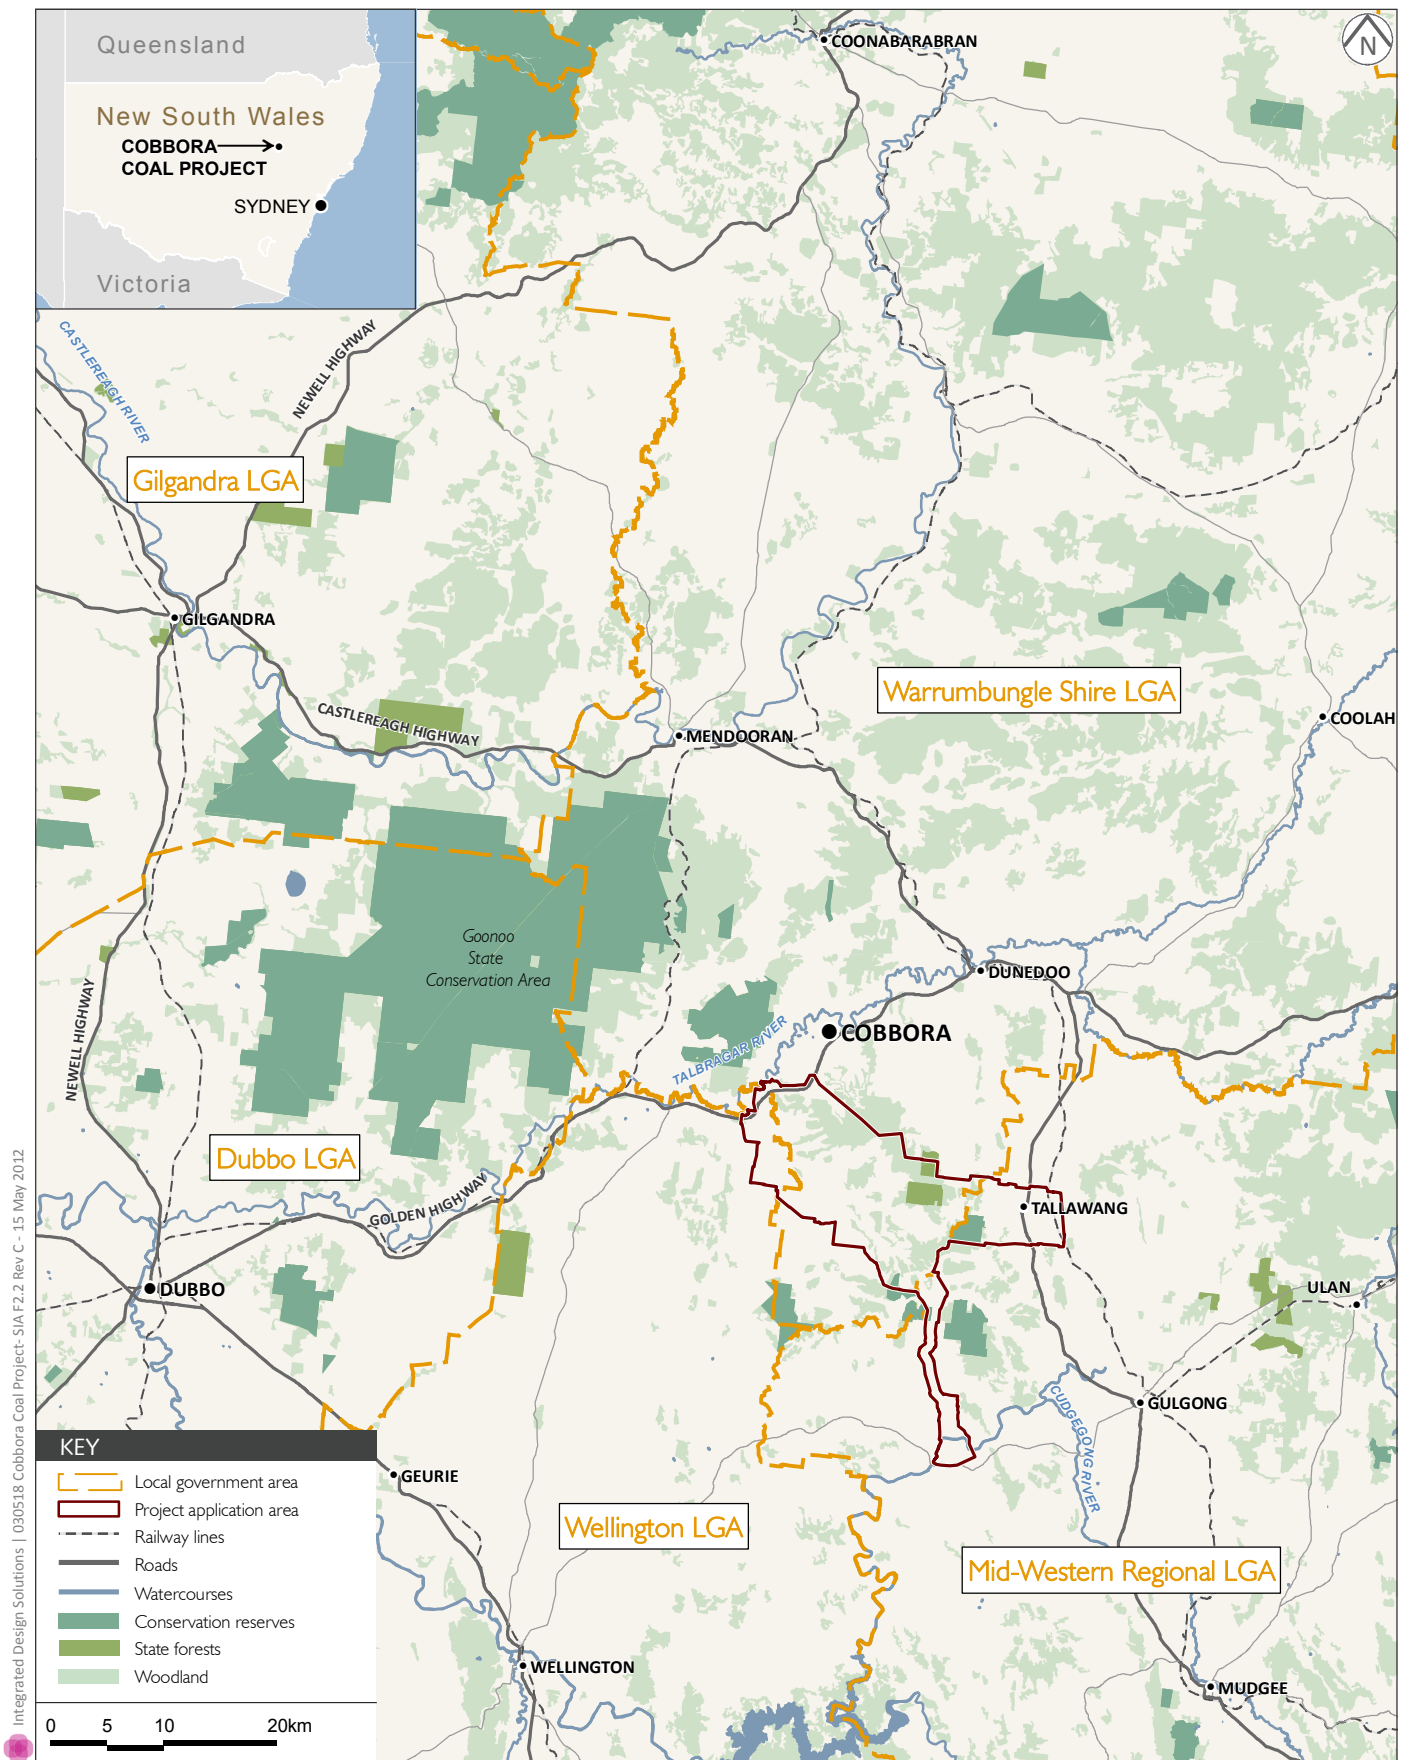 Queensland
New South Wales
COBBORA
COAL PROJECT
SYDNEY
Victoria
COONABARABRAN
N
CASTLEREAGH RIVER
NEWELL HIGHWAY
Gilgandra LGA
GILGANDRA
CASTLEREAGH HIGHWAY
Warrumbungle Shire LGA
MENDOORAN
COOLAH
Goonoo
State
Conservation Area
DUNEDOO
NEWELL HIGHWAY
TALBRAGAR RIVER
COBBORA
Dubbo LGA
GOLDEN HIGHWAY
TALLAWANG
DUBBO
ULAN
CUDGEGONG RIVER
GULGONG
KEY
Local government area
Project application area
Railway lines
Roads
Watercourses
Conservation reserves
State forests
Woodland
0 5 10 20km
GEURIE
Wellington LGA
Mid-Western Regional LGA
WELLINGTON
MUDGEE
Integrated Design Solutions | 030518 Cobbora Coal Project- SIA F2.2 Rev C - 15 May 2012